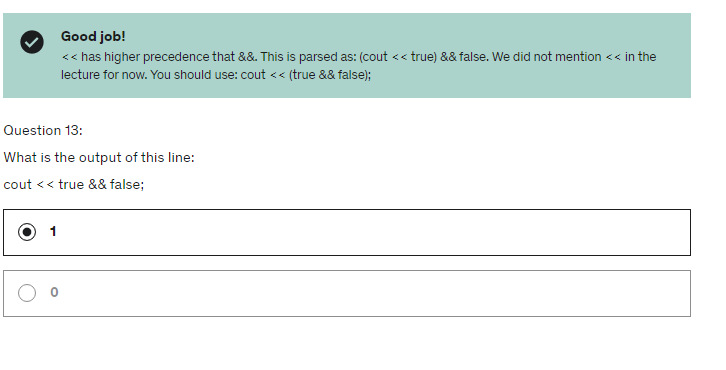 Good job!
<< has higher precedence that &&. This is parsed as: (cout << true) && false. We did not mention << in the
lecture for now. You should use: cout << (true && false);
Question 13:
What is the output of this line:
cout << true && false;
1
0